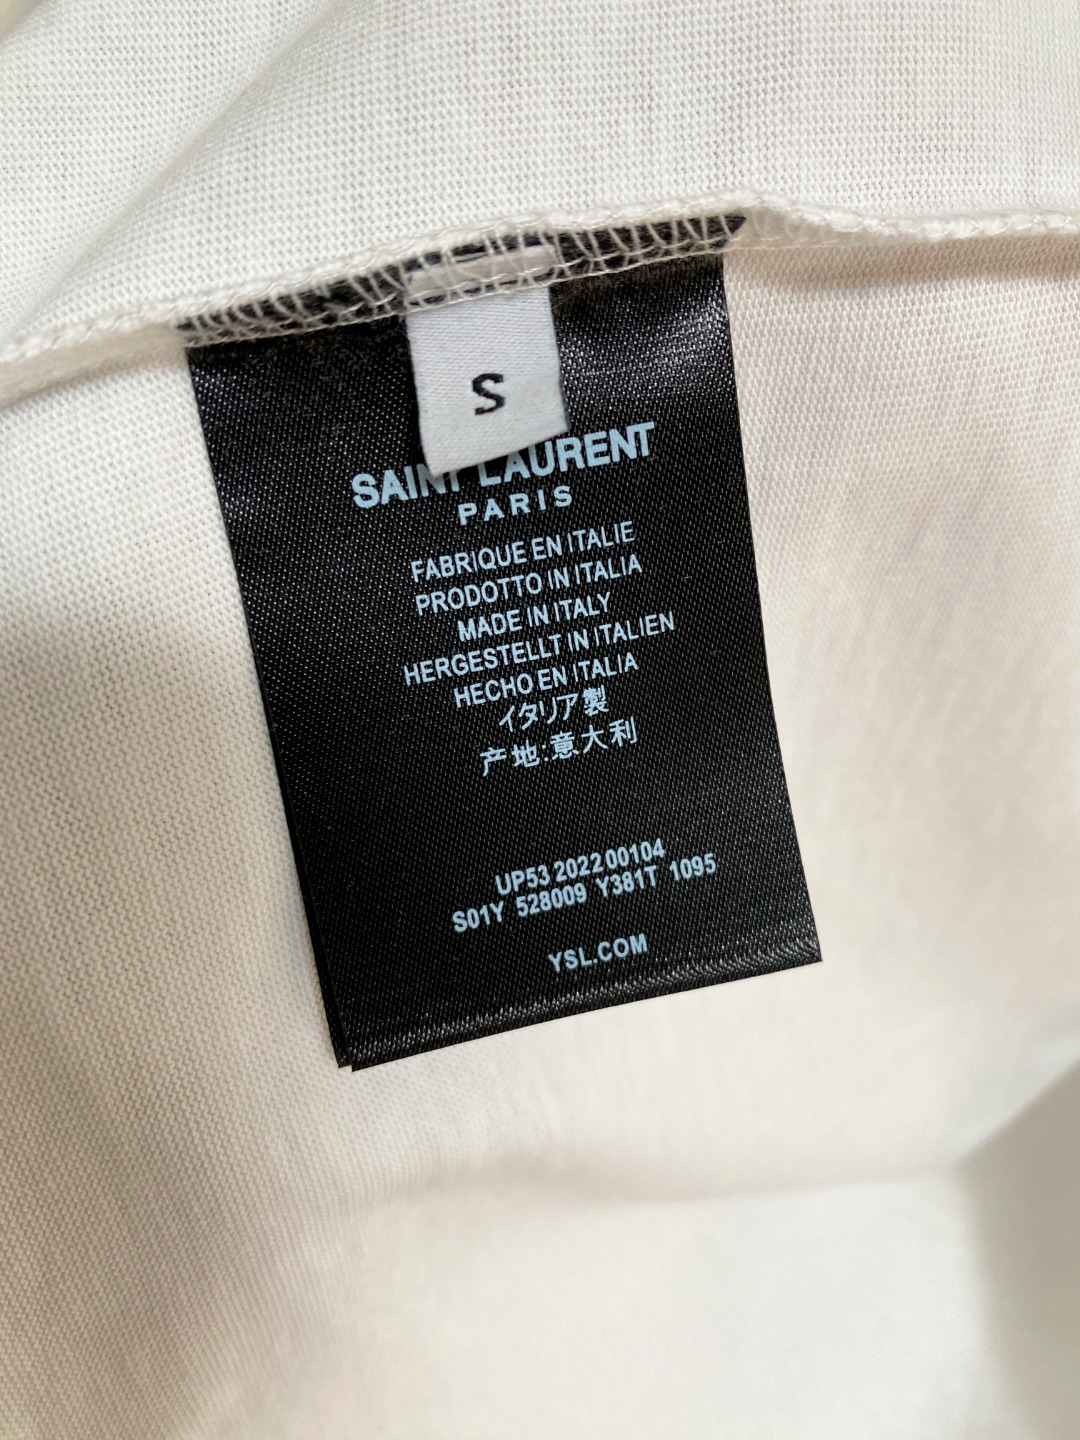 S
SAINT LAURENT
PARIS
FABRIQUE EN ITALIE
PRODOTTO IN ITALIA
MADE IN ITALY
HERGESTELLT IN ITALIEN
HECHO EN ITALIA
イタリア製
产地:意大利
UP53 2022 00104
S01Y 528009 Y381T 1095
YSL.COM